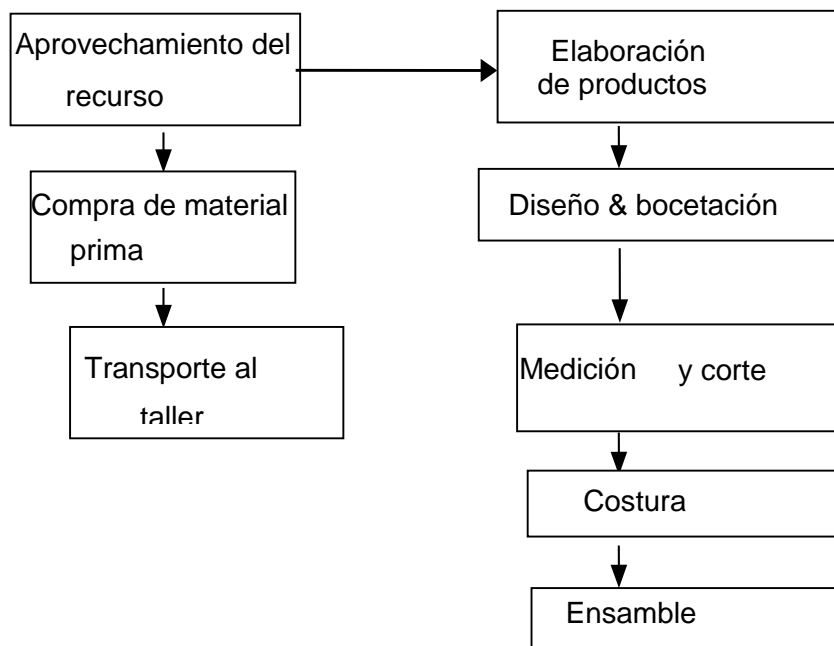 Aprovechamiento del
recurso
Elaboración
de productos
Compra de material
prima
Diseño & bocetación
Transporte al
taller
Medición y corte
Costura
Ensamble